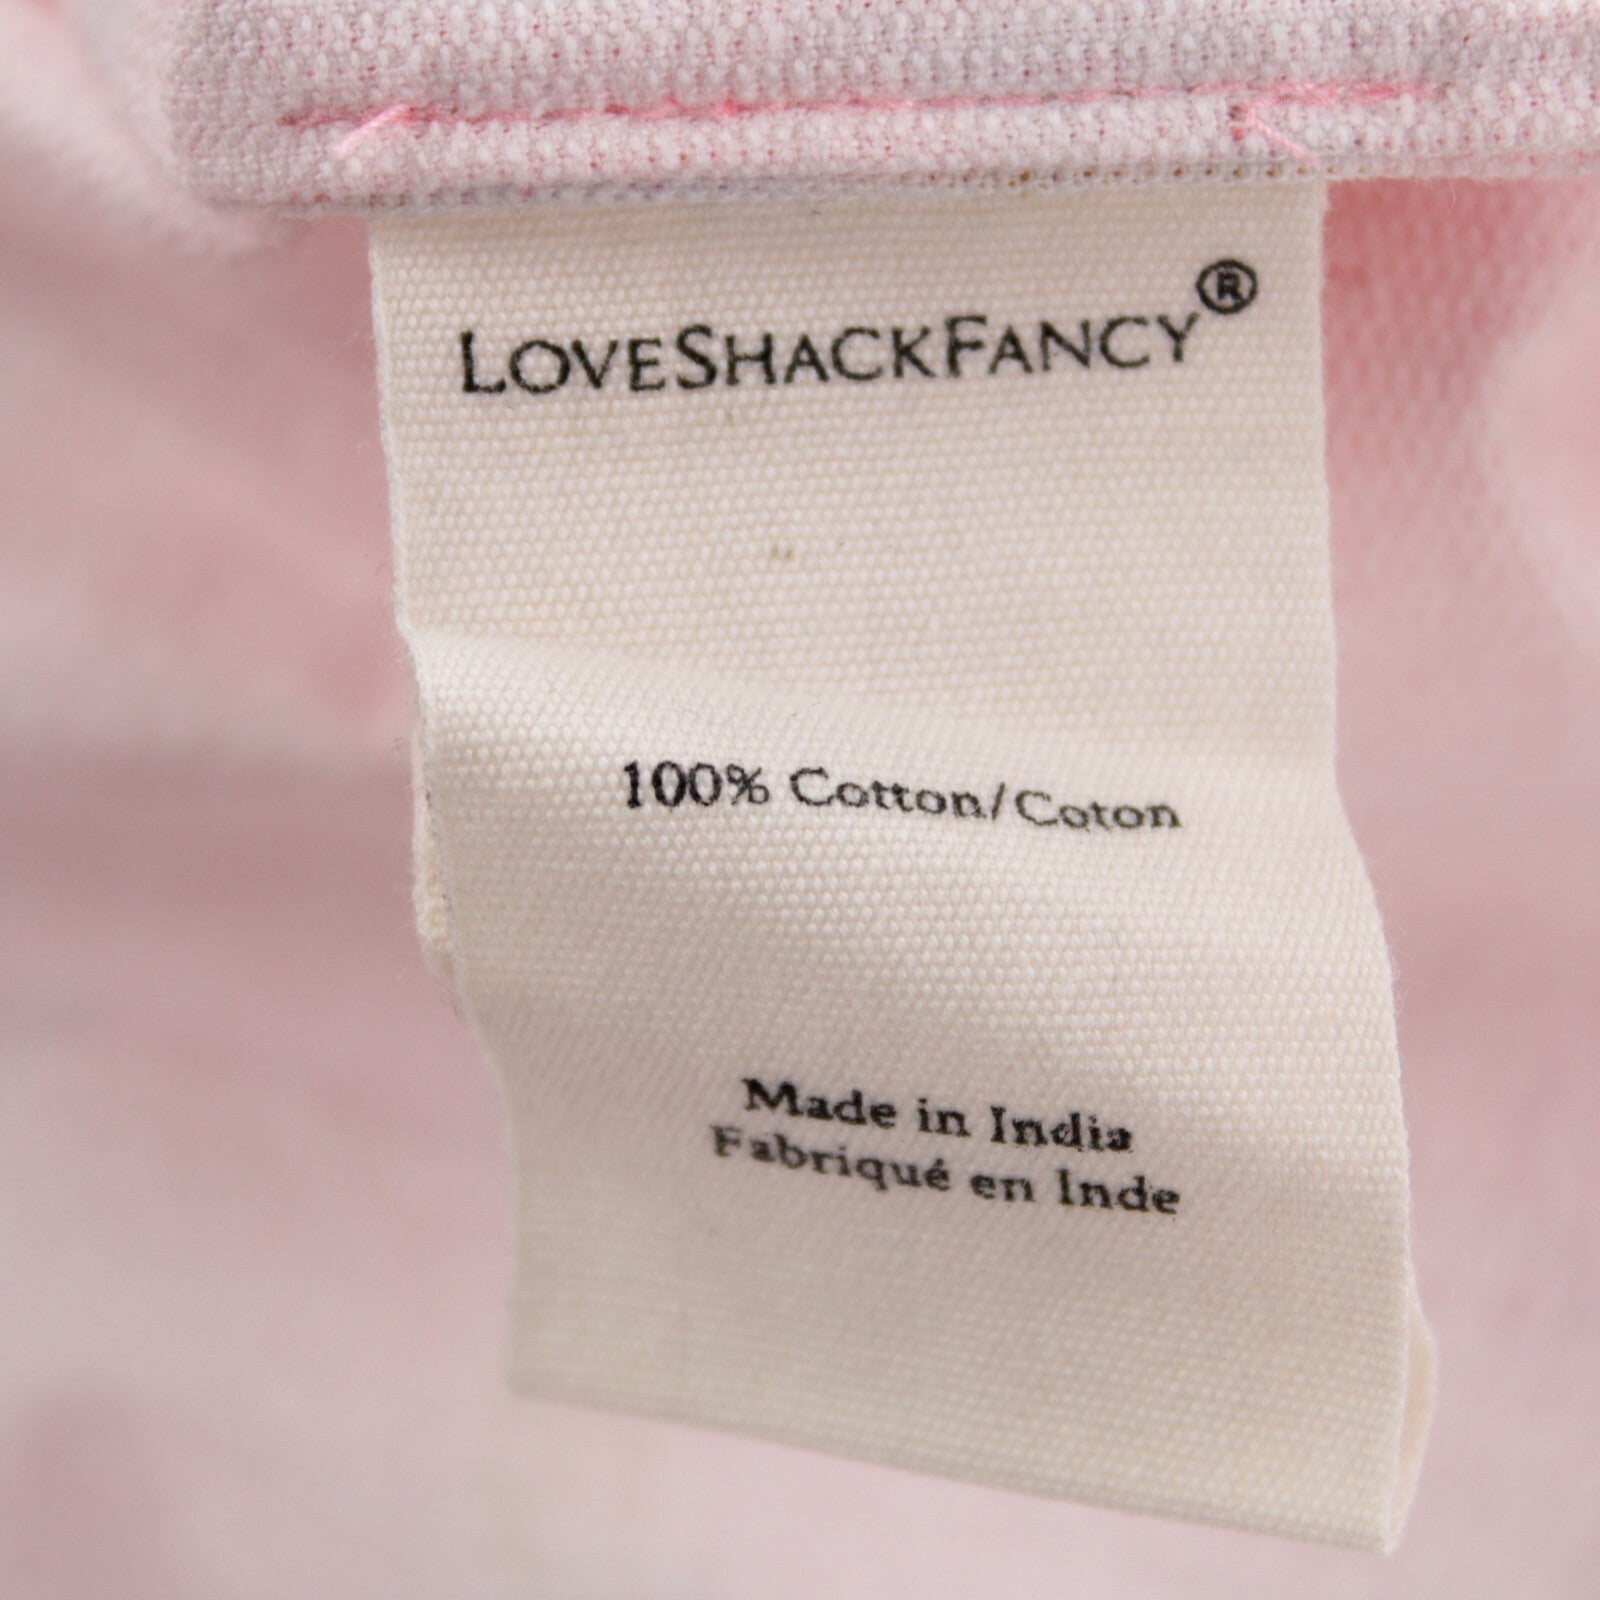 LOVESHACKFANCY®
100% Cotton/Coton
Made in India
Fabriqué en Inde